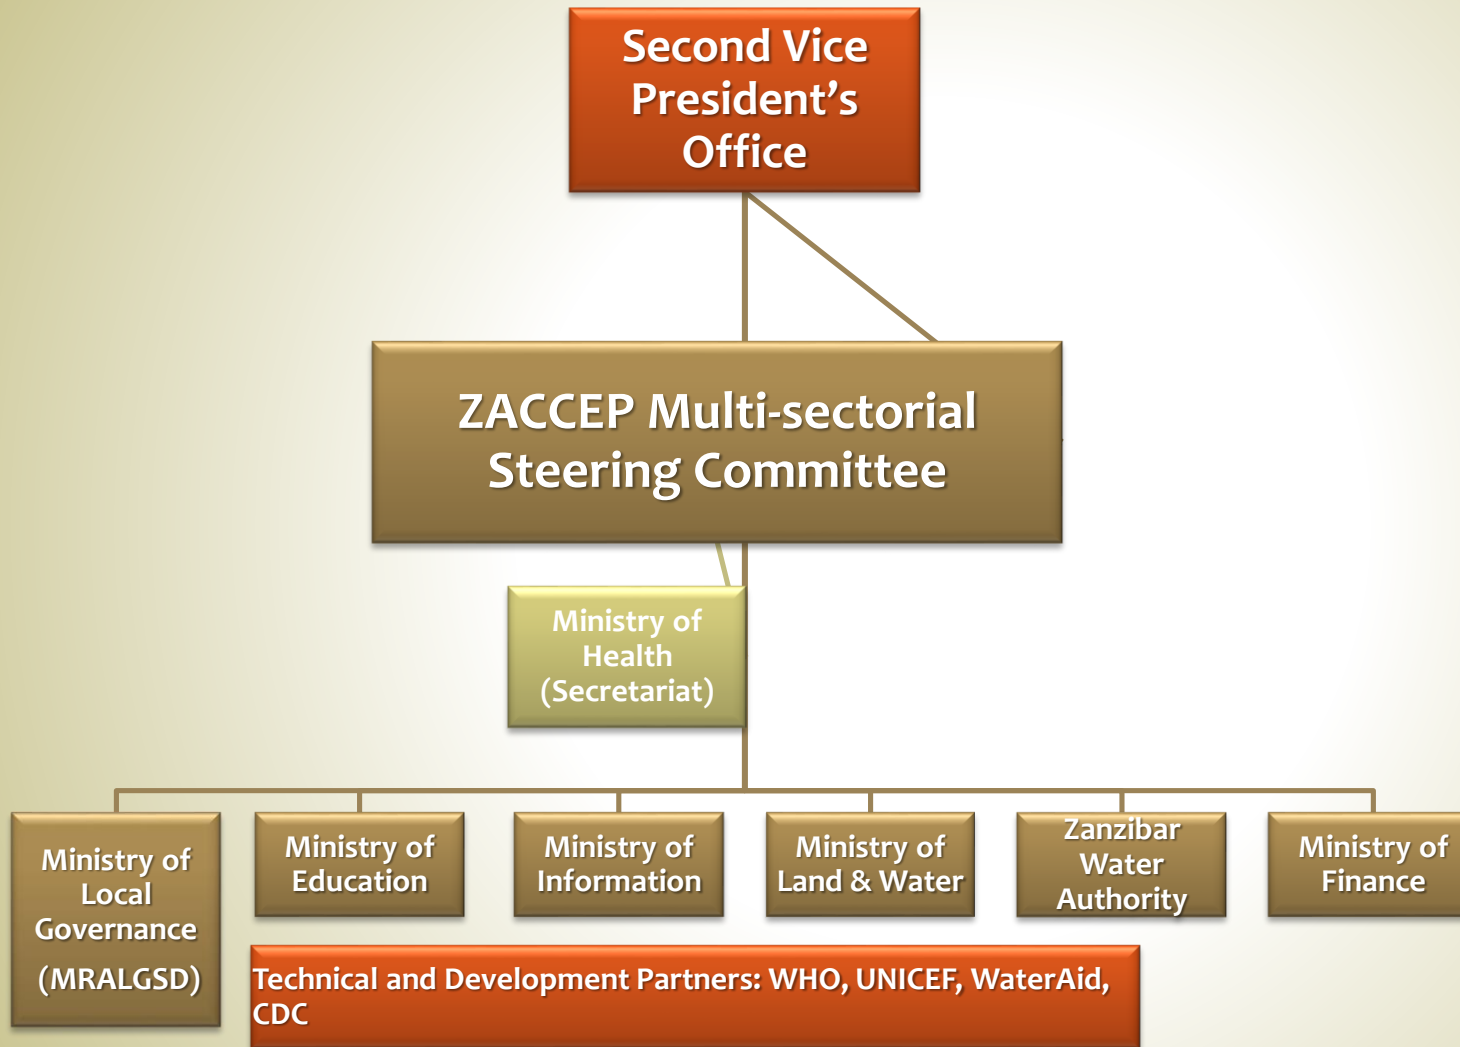 Second Vice
President’s
Office
ZACCEP Multi-sectorial
Steering Committee
Ministry of
Health
(Secretariat)
Ministry of
Local
Governance
(MRALGSD)
Ministry of
Education
Ministry of
Information
Ministry of
Land & Water
Zanzibar
Water
Authority
Ministry of
Finance
Technical and Development Partners: WHO, UNICEF, WaterAid,
CDC